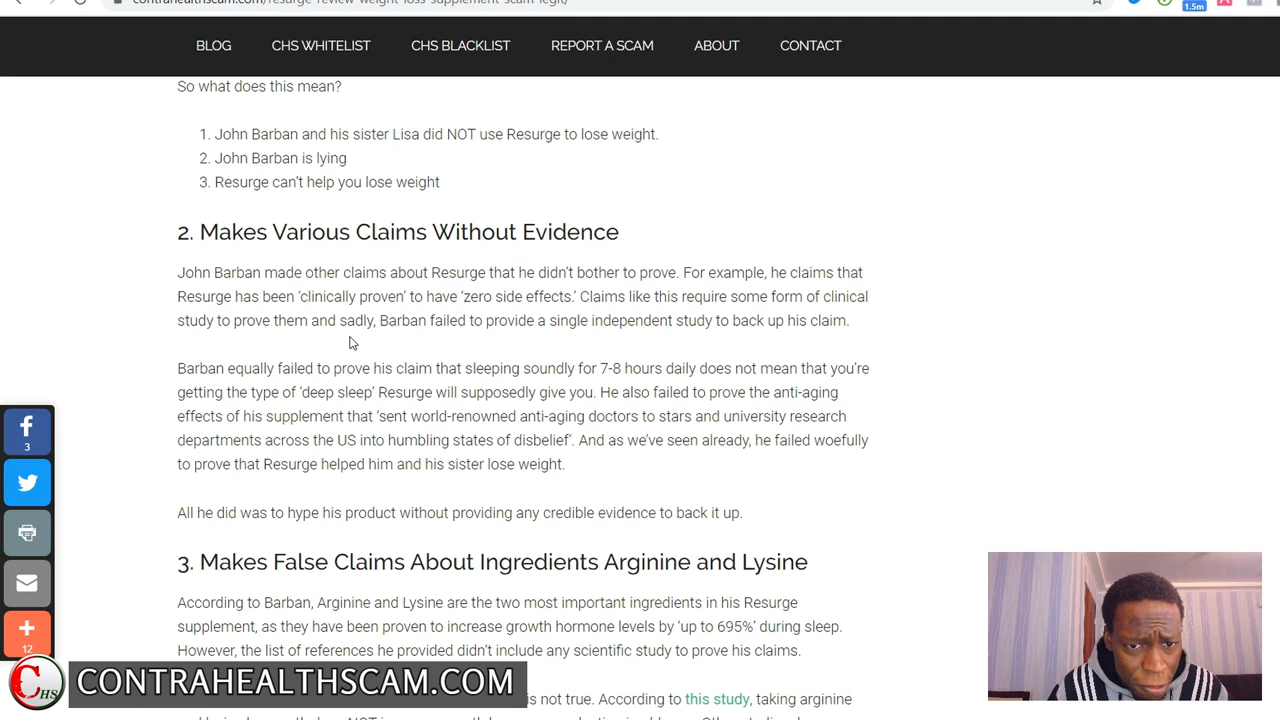 contrahealthscam.com/resurge-review-weight-loss-supplement-scam-legit/
1.5m
BLOG CHS WHITELIST CHS BLACKLIST REPORT A SCAM ABOUT CONTACT
So what does this mean?
1. John Barban and his sister Lisa did NOT use Resurge to lose weight.
2. John Barban is lying
3. Resurge can’t help you lose weight
2. Makes Various Claims Without Evidence
John Barban made other claims about Resurge that he didn’t bother to prove. For example, he claims that
Resurge has been ‘clinically proven’ to have ‘zero side effects.’ Claims like this require some form of clinical
study to prove them and sadly, Barban failed to provide a single independent study to back up his claim.
Barban equally failed to prove his claim that sleeping soundly for 7-8 hours daily does not mean that you’re
getting the type of ‘deep sleep’ Resurge will supposedly give you. He also failed to prove the anti-aging
effects of his supplement that ‘sent world-renowned anti-aging doctors to stars and university research
departments across the US into humbling states of disbelief’. And as we’ve seen already, he failed woefully
to prove that Resurge helped him and his sister lose weight.
All he did was to hype his product without providing any credible evidence to back it up.
3. Makes False Claims About Ingredients Arginine and Lysine
According to Barban, Arginine and Lysine are the two most important ingredients in his Resurge
supplement, as they have been proven to increase growth hormone levels by ‘up to 695%’ during sleep.
However, the list of references he provided didn’t include any scientific study to prove his claims.
is not true. According to this study, taking arginine
3
12
CHS
CONTRAHEALTHSCAM.COM